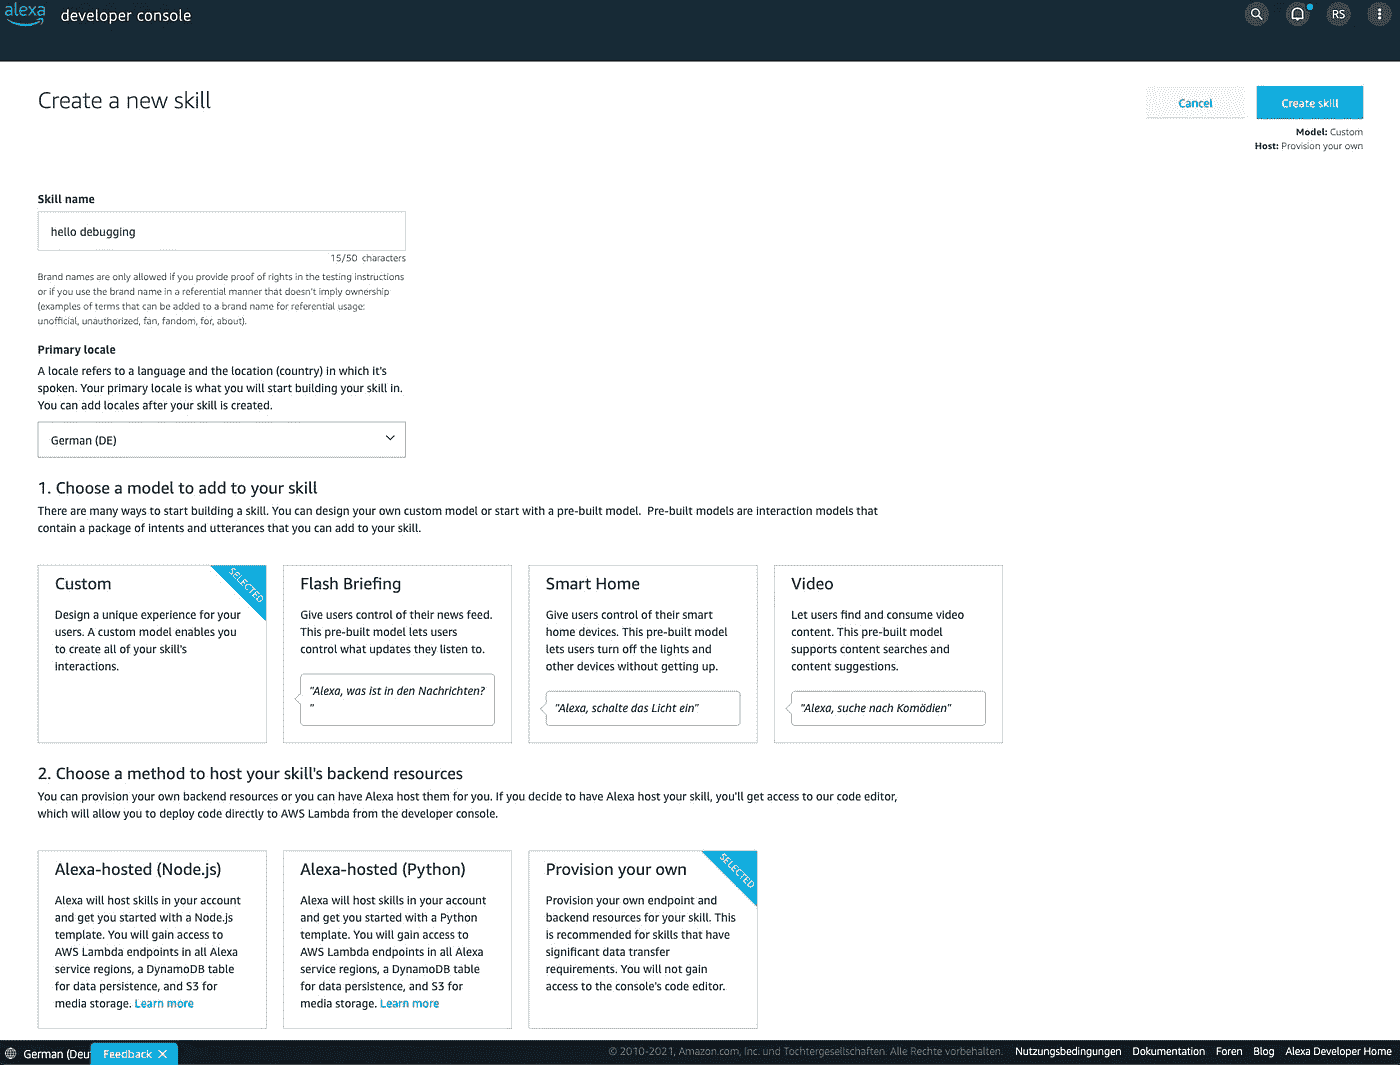 alexa developer console
RS
Create a new skill
Cancel
Create skill
Model: Custom
Host: Provision your own
Skill name
hello debugging
15/50 characters
Brand names are only allowed if you provide proof of rights in the testing instructions
or if you use the brand name in a referential manner that doesn't imply ownership
(examples of terms that can be added to a brand name for referential usage:
unofficial, unauthorized, fan, fandom, for, about).
Primary locale
A locale refers to a language and the location (country) in which it's
spoken. Your primary locale is what you will start building your skill in.
You can add locales after your skill is created.
German (DE)
1. Choose a model to add to your skill
There are many ways to start building a skill. You can design your own custom model or start with a pre-built model. Pre-built models are interaction models that
contain a package of intents and utterances that you can add to your skill.
Custom
SELECTED
Design a unique experience for your
users. A custom model enables you
to create all of your skill's
interactions.
Flash Briefing
Give users control of their news feed.
This pre-built model lets users
control what updates they listen to.
"Alexa, was ist in den Nachrichten?
"
Smart Home
Give users control of their smart
home devices. This pre-built model
lets users turn off the lights and
other devices without getting up.
"Alexa, schalte das Licht ein"
Video
Let users find and consume video
content. This pre-built model
supports content searches and
content suggestions.
"Alexa, suche nach Komödien"
2. Choose a method to host your skill's backend resources
You can provision your own backend resources or you can have Alexa host them for you. If you decide to have Alexa host your skill, you'll get access to our code editor,
which will allow you to deploy code directly to AWS Lambda from the developer console.
Alexa-hosted (Node.js)
Alexa will host skills in your account
and get you started with a Node.js
template. You will gain access to
AWS Lambda endpoints in all Alexa
service regions, a DynamoDB table
for data persistence, and S3 for
media storage. Learn more
Alexa-hosted (Python)
Alexa will host skills in your account
and get you started with a Python
template. You will gain access to
AWS Lambda endpoints in all Alexa
service regions, a DynamoDB table
for data persistence, and S3 for
media storage. Learn more
Provision your own
SELECTED
Provision your own endpoint and
backend resources for your skill. This
is recommended for skills that have
significant data transfer
requirements. You will not gain
access to the console's code editor.
German (Deu
Feedback
© 2010-2021, Amazon.com, Inc. und Tochtergesellschaften. Alle Rechte vorbehalten.
Nutzungsbedingungen
Dokumentation
Foren
Blog
Alexa Developer Home